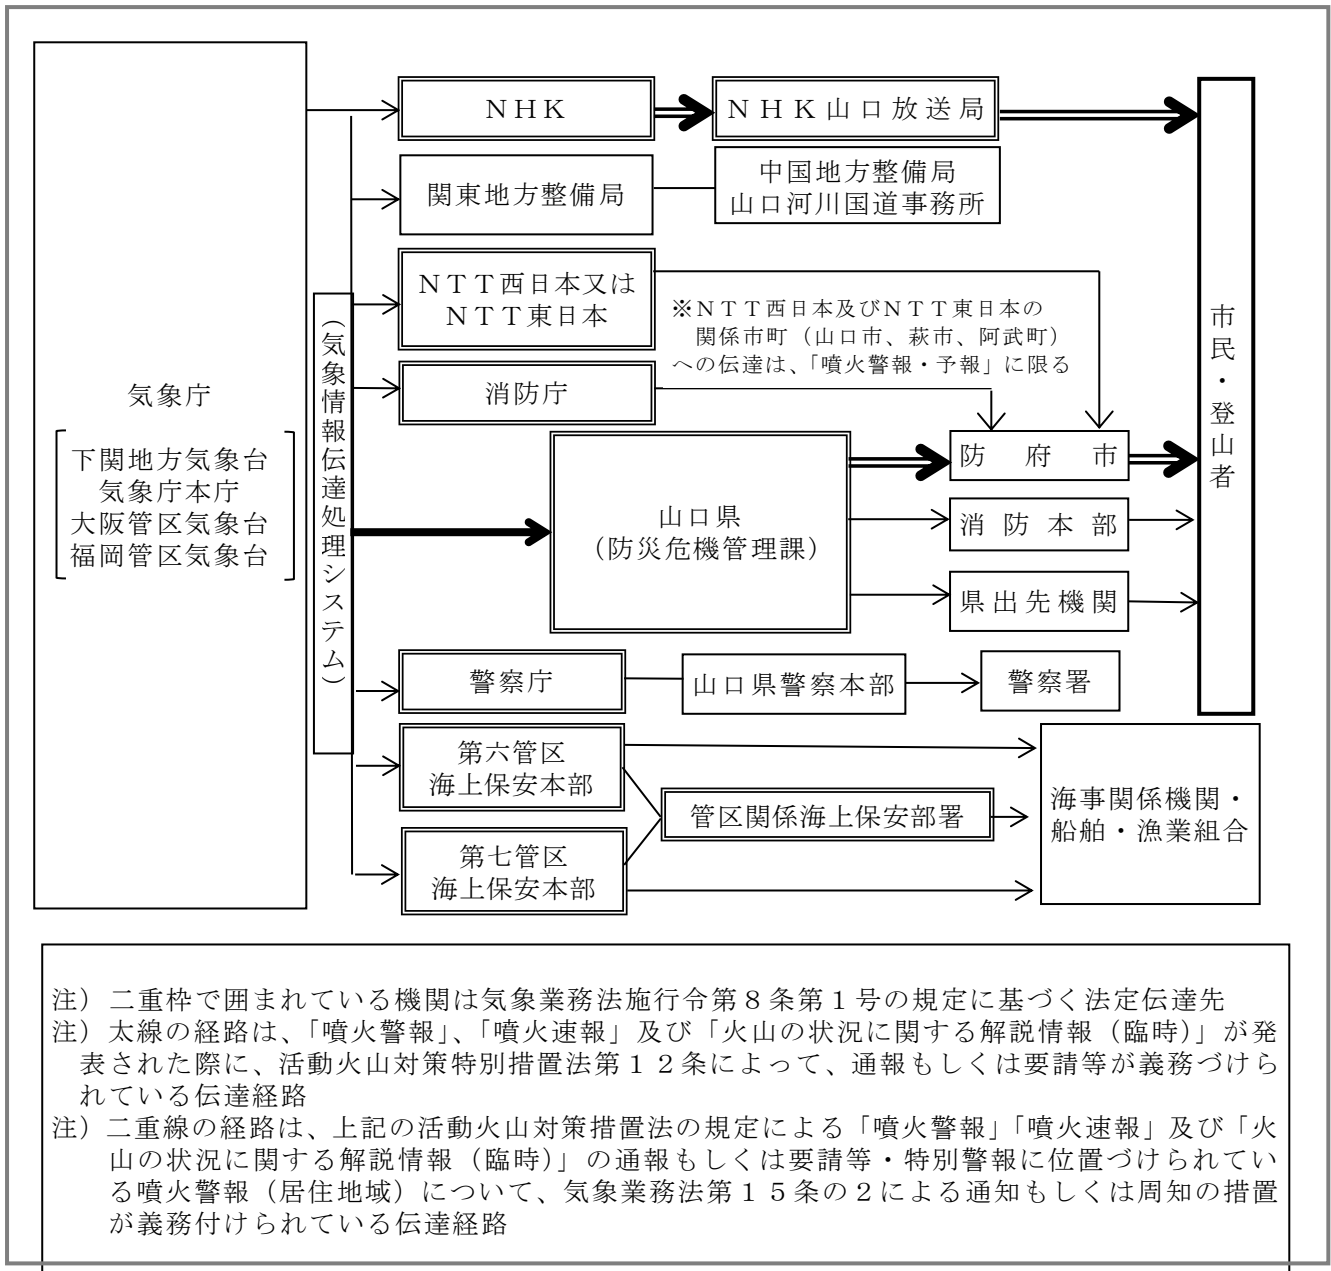 気象庁
下関地方気象台
気象庁本庁
大阪管区気象台
福岡管区気象台
（気象情報伝達処理システム）
ＮＨＫ
ＮＨＫ山口放送局
関東地方整備局
中国地方整備局
山口河川国道事務所
ＮＴＴ西日本又は
ＮＴＴ東日本
※ＮＴＴ西日本及びＮＴＴ東日本の
関係市町（山口市、萩市、阿武町）
への伝達は、「噴火警報・予報」に限る
消防庁
山口県
（防災危機管理課）
防府市
消防本部
県出先機関
市民・登山者
警察庁
山口県警察本部
警察署
第六管区
海上保安本部
管区関係海上保安部署
第七管区
海上保安本部
海事関係機関・
船舶・漁業組合
注）二重枠で囲まれている機関は気象業務法施行令第８条第１号の規定に基づく法定伝達先
注）太線の経路は、「噴火警報」、「噴火速報」及び「火山の状況に関する解説情報（臨時）」が発
表された際に、活動火山対策特別措置法第１２条によって、通報もしくは要請等が義務づけら
れている伝達経路
注）二重線の経路は、上記の活動火山対策措置法の規定による「噴火警報」「噴火速報」及び「火
山の状況に関する解説情報（臨時）」の通報もしくは要請等・特別警報に位置づけられてい
る噴火警報（居住地域）について、気象業務法第１５条の２による通知もしくは周知の措置
が義務付けられている伝達経路